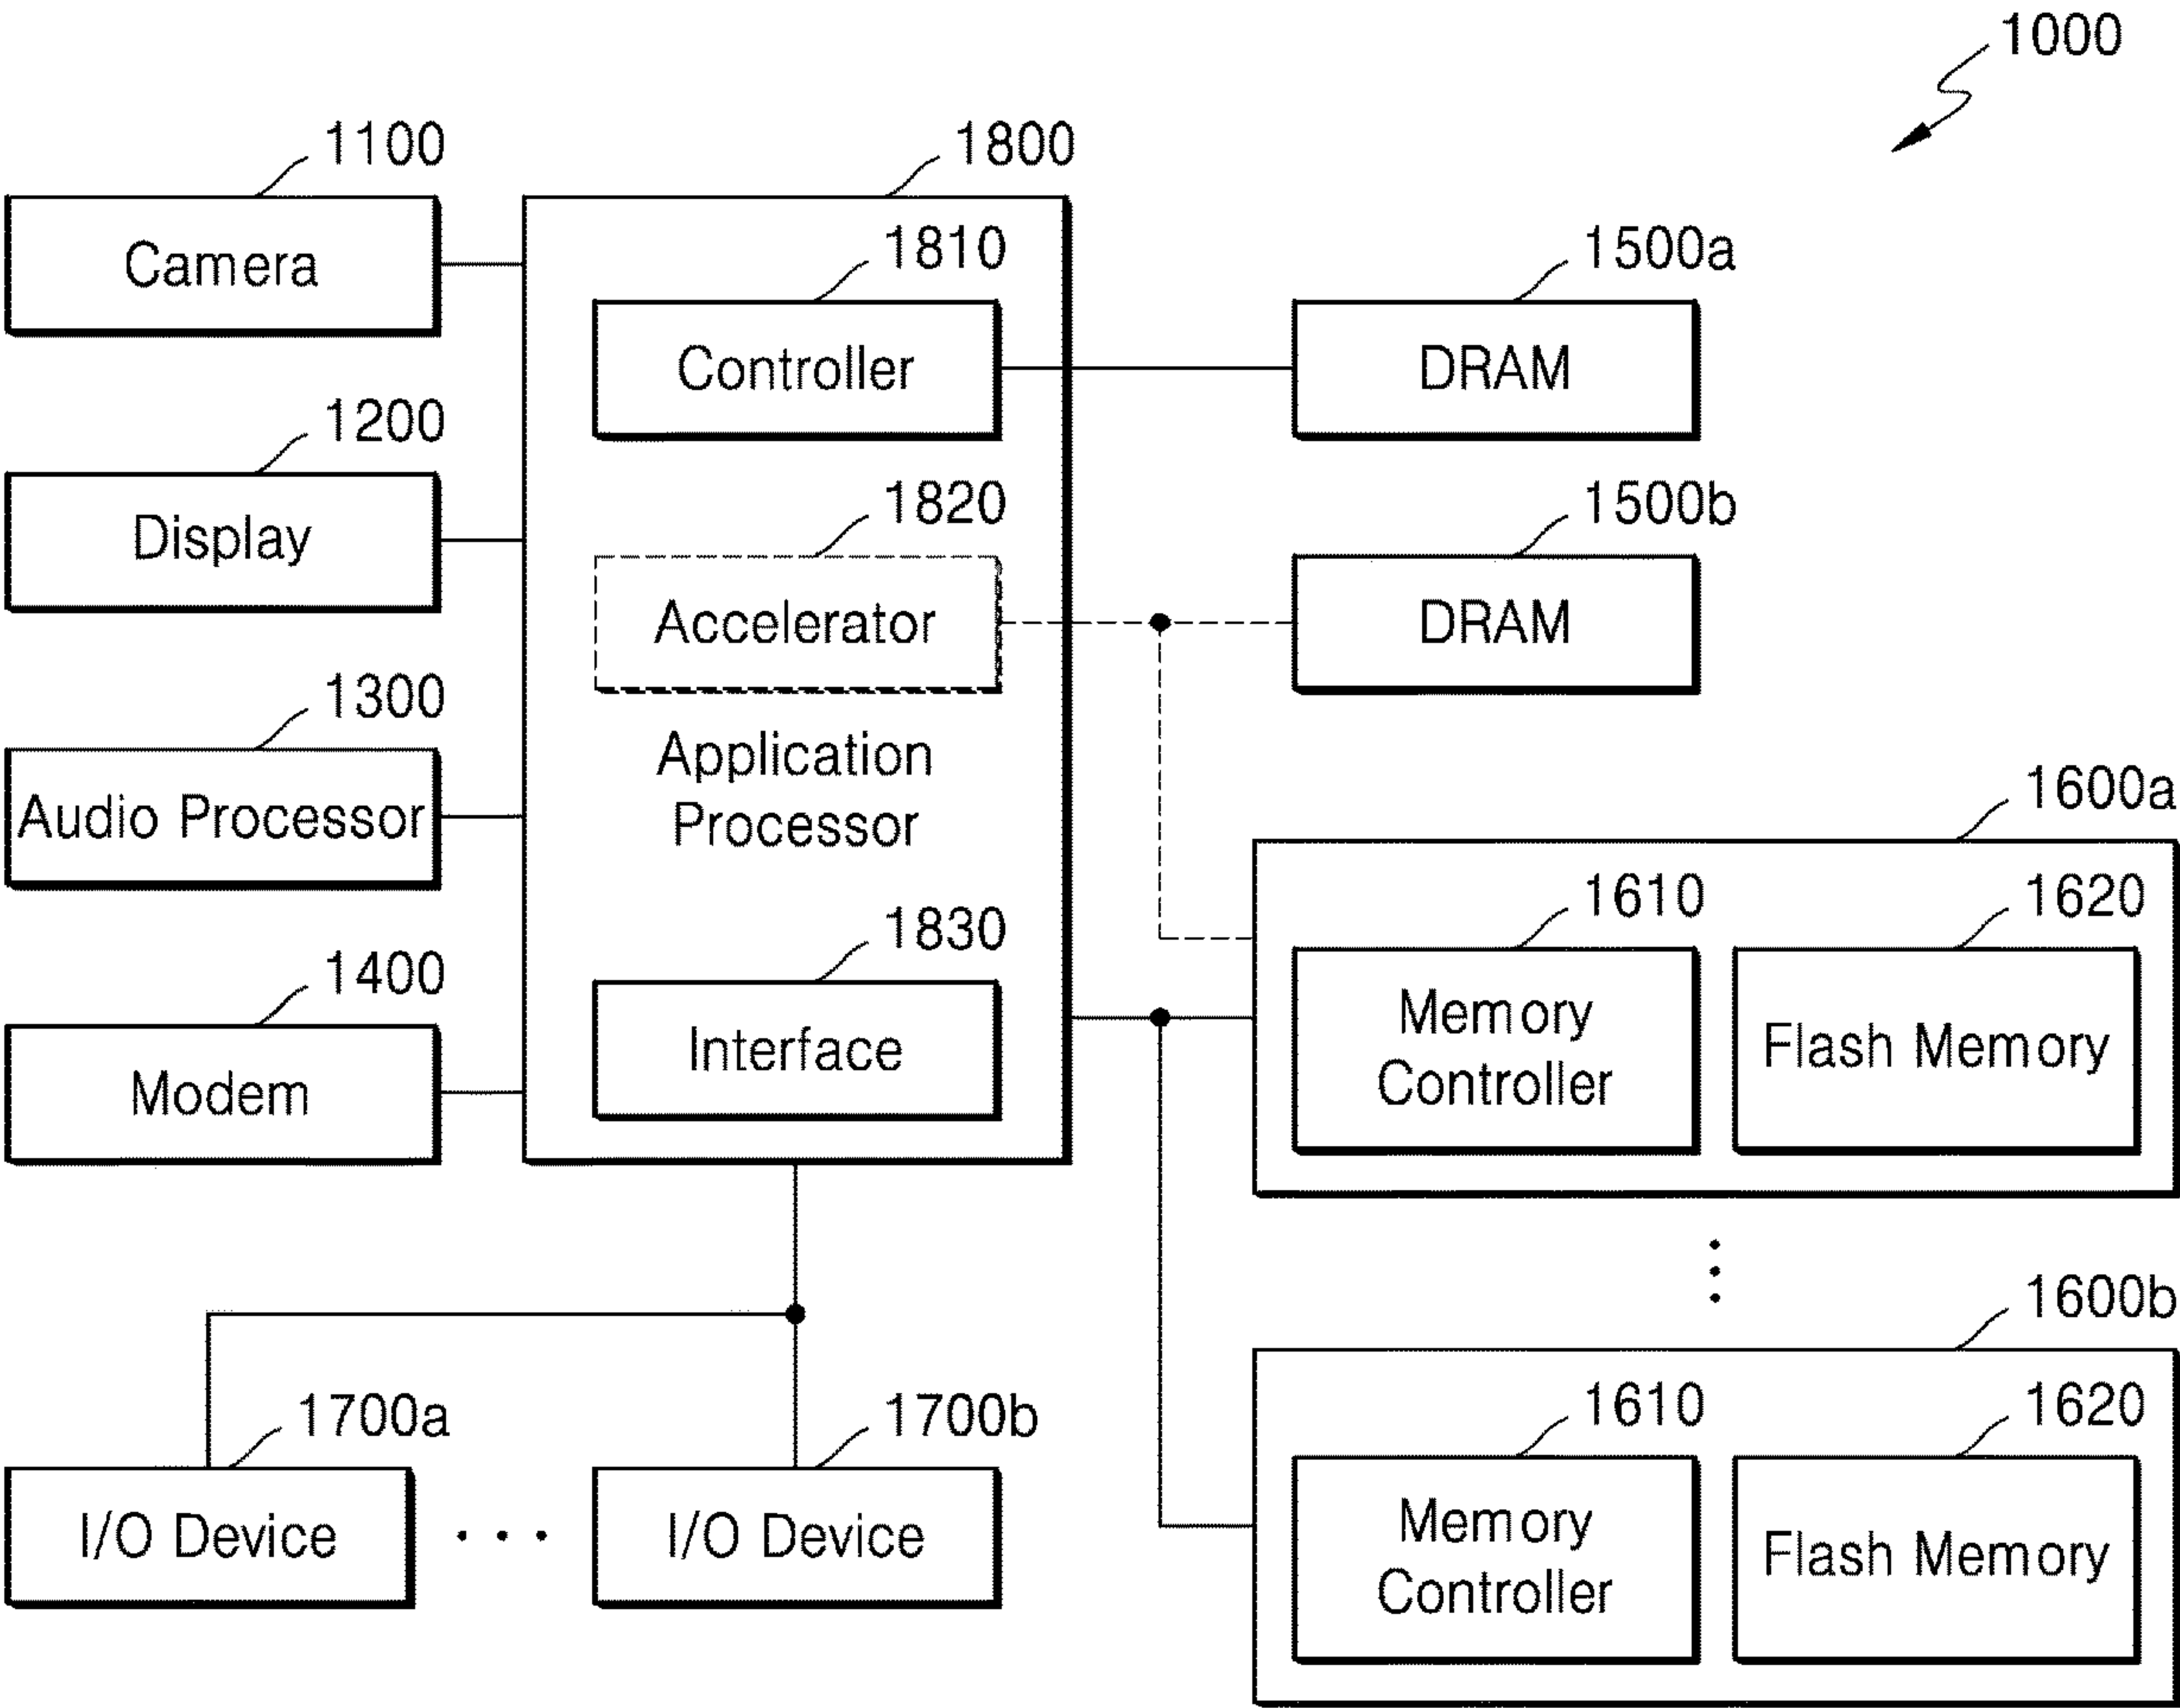 1000
1100
Camera
1200
Display
1300
Audio Processor
1400
Modem
1800
1810
Controller
1820
Accelerator
Application
Processor
1830
Interface
1500a
DRAM
1500b
DRAM
1600a
1610
Memory
Controller
1620
Flash Memory
1600b
1610
Memory
Controller
1620
Flash Memory
1700a
I/O Device
1700b
I/O Device